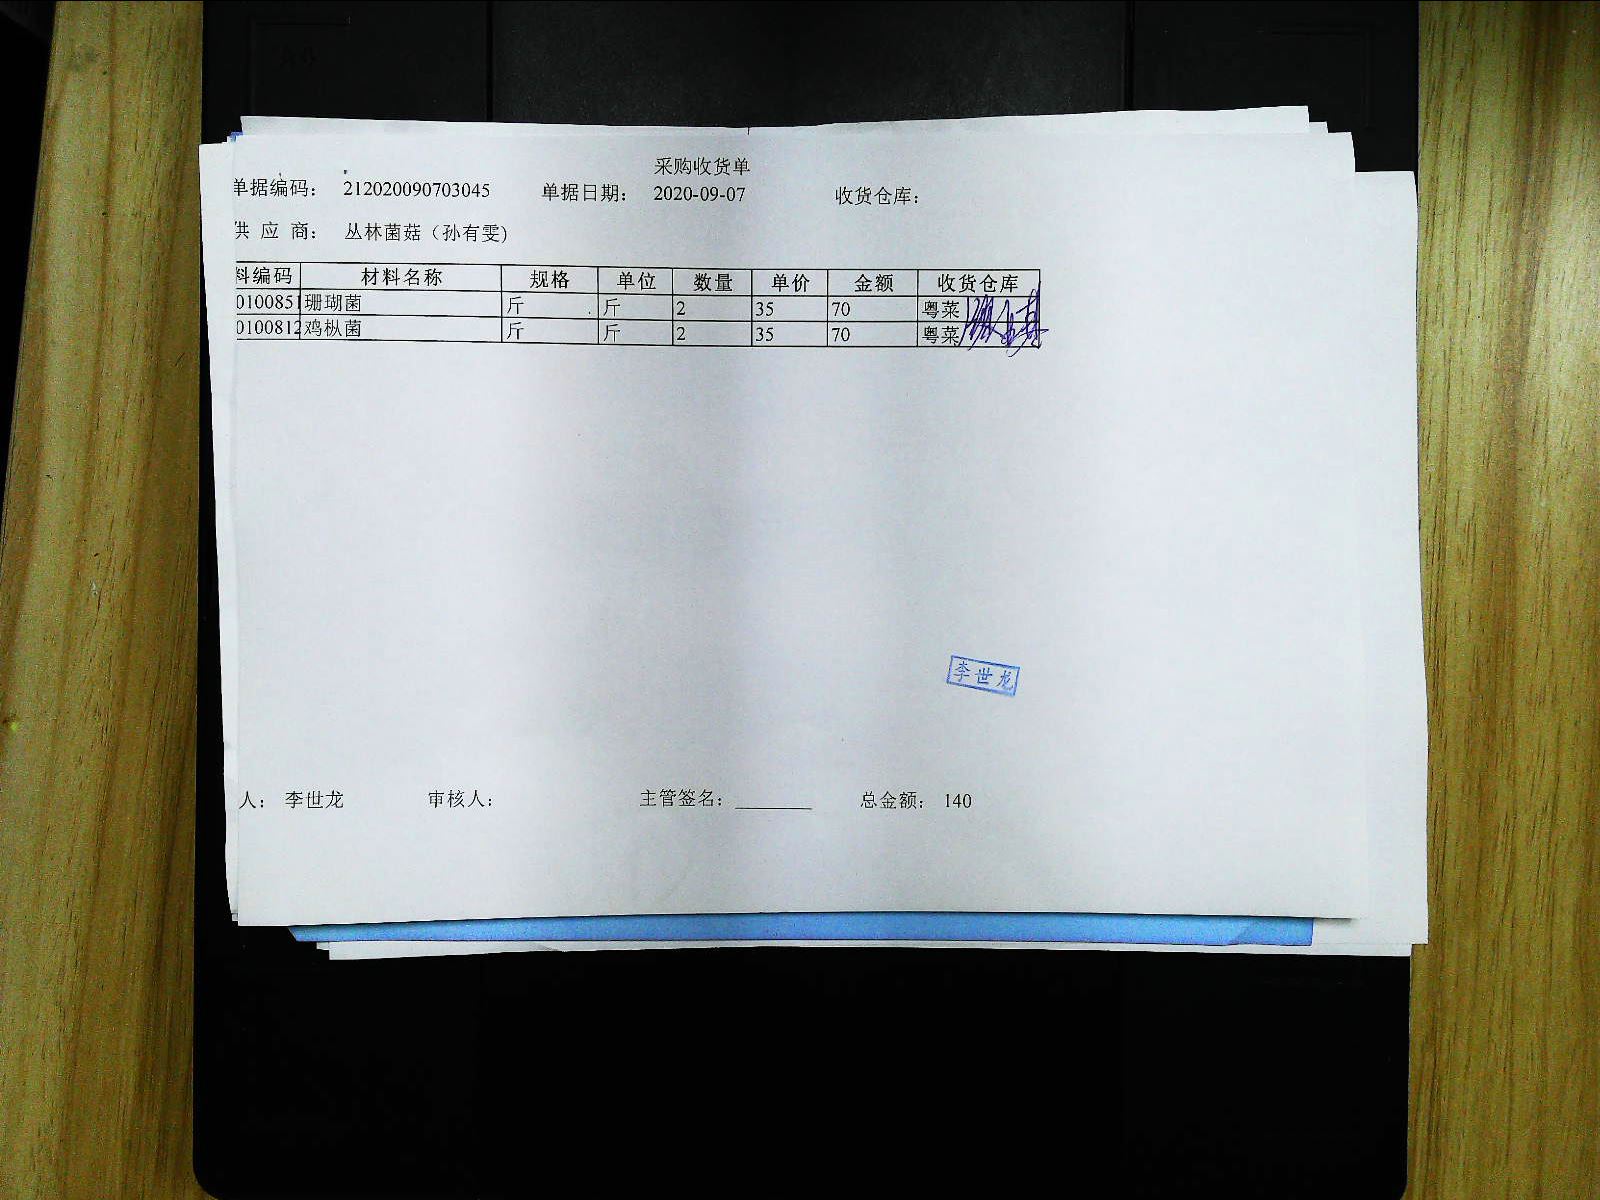 采购收货单
单据编码： 212020090703045 单据日期： 2020-09-07 收货仓库：
供 应 商： 丛林菌菇（孙有雯）
料编码 材料名称 规格 单位 数量 单价 金额 收货仓库
0100851 珊瑚菌 斤 斤 2 35 70 粤菜
0100812 鸡枞菌 斤 斤 2 35 70 粤菜
李世龙
人： 李世龙 审核人： 主管签名： 总金额： 140